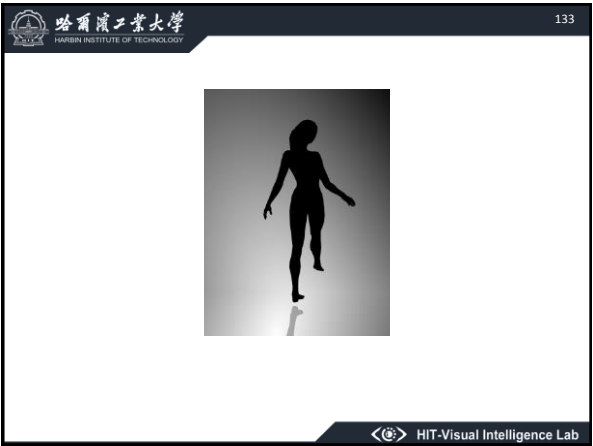 哈爾濱工業大學
HARBIN INSTITUTE OF TECHNOLOGY
133
HIT-Visual Intelligence Lab